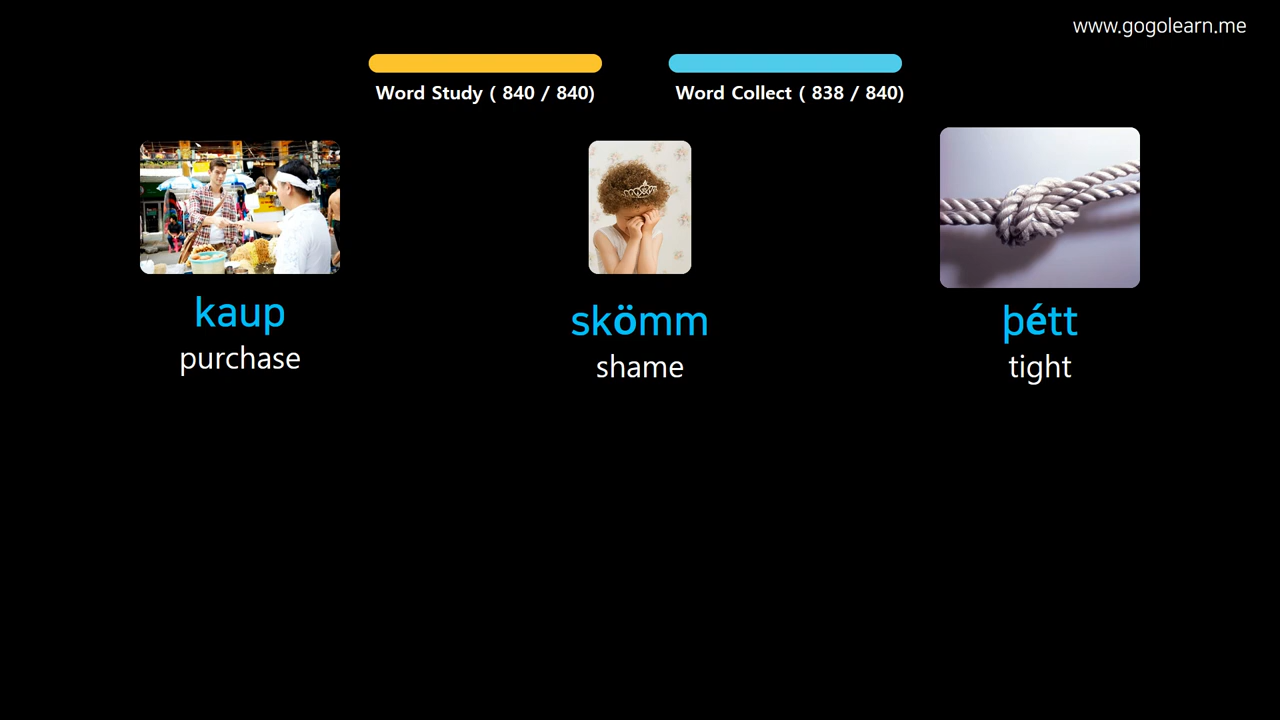 www.gogolearn.me
Word Study ( 840 / 840)
Word Collect ( 838 / 840)
kaup
purchase
skömm
shame
þétt
tight